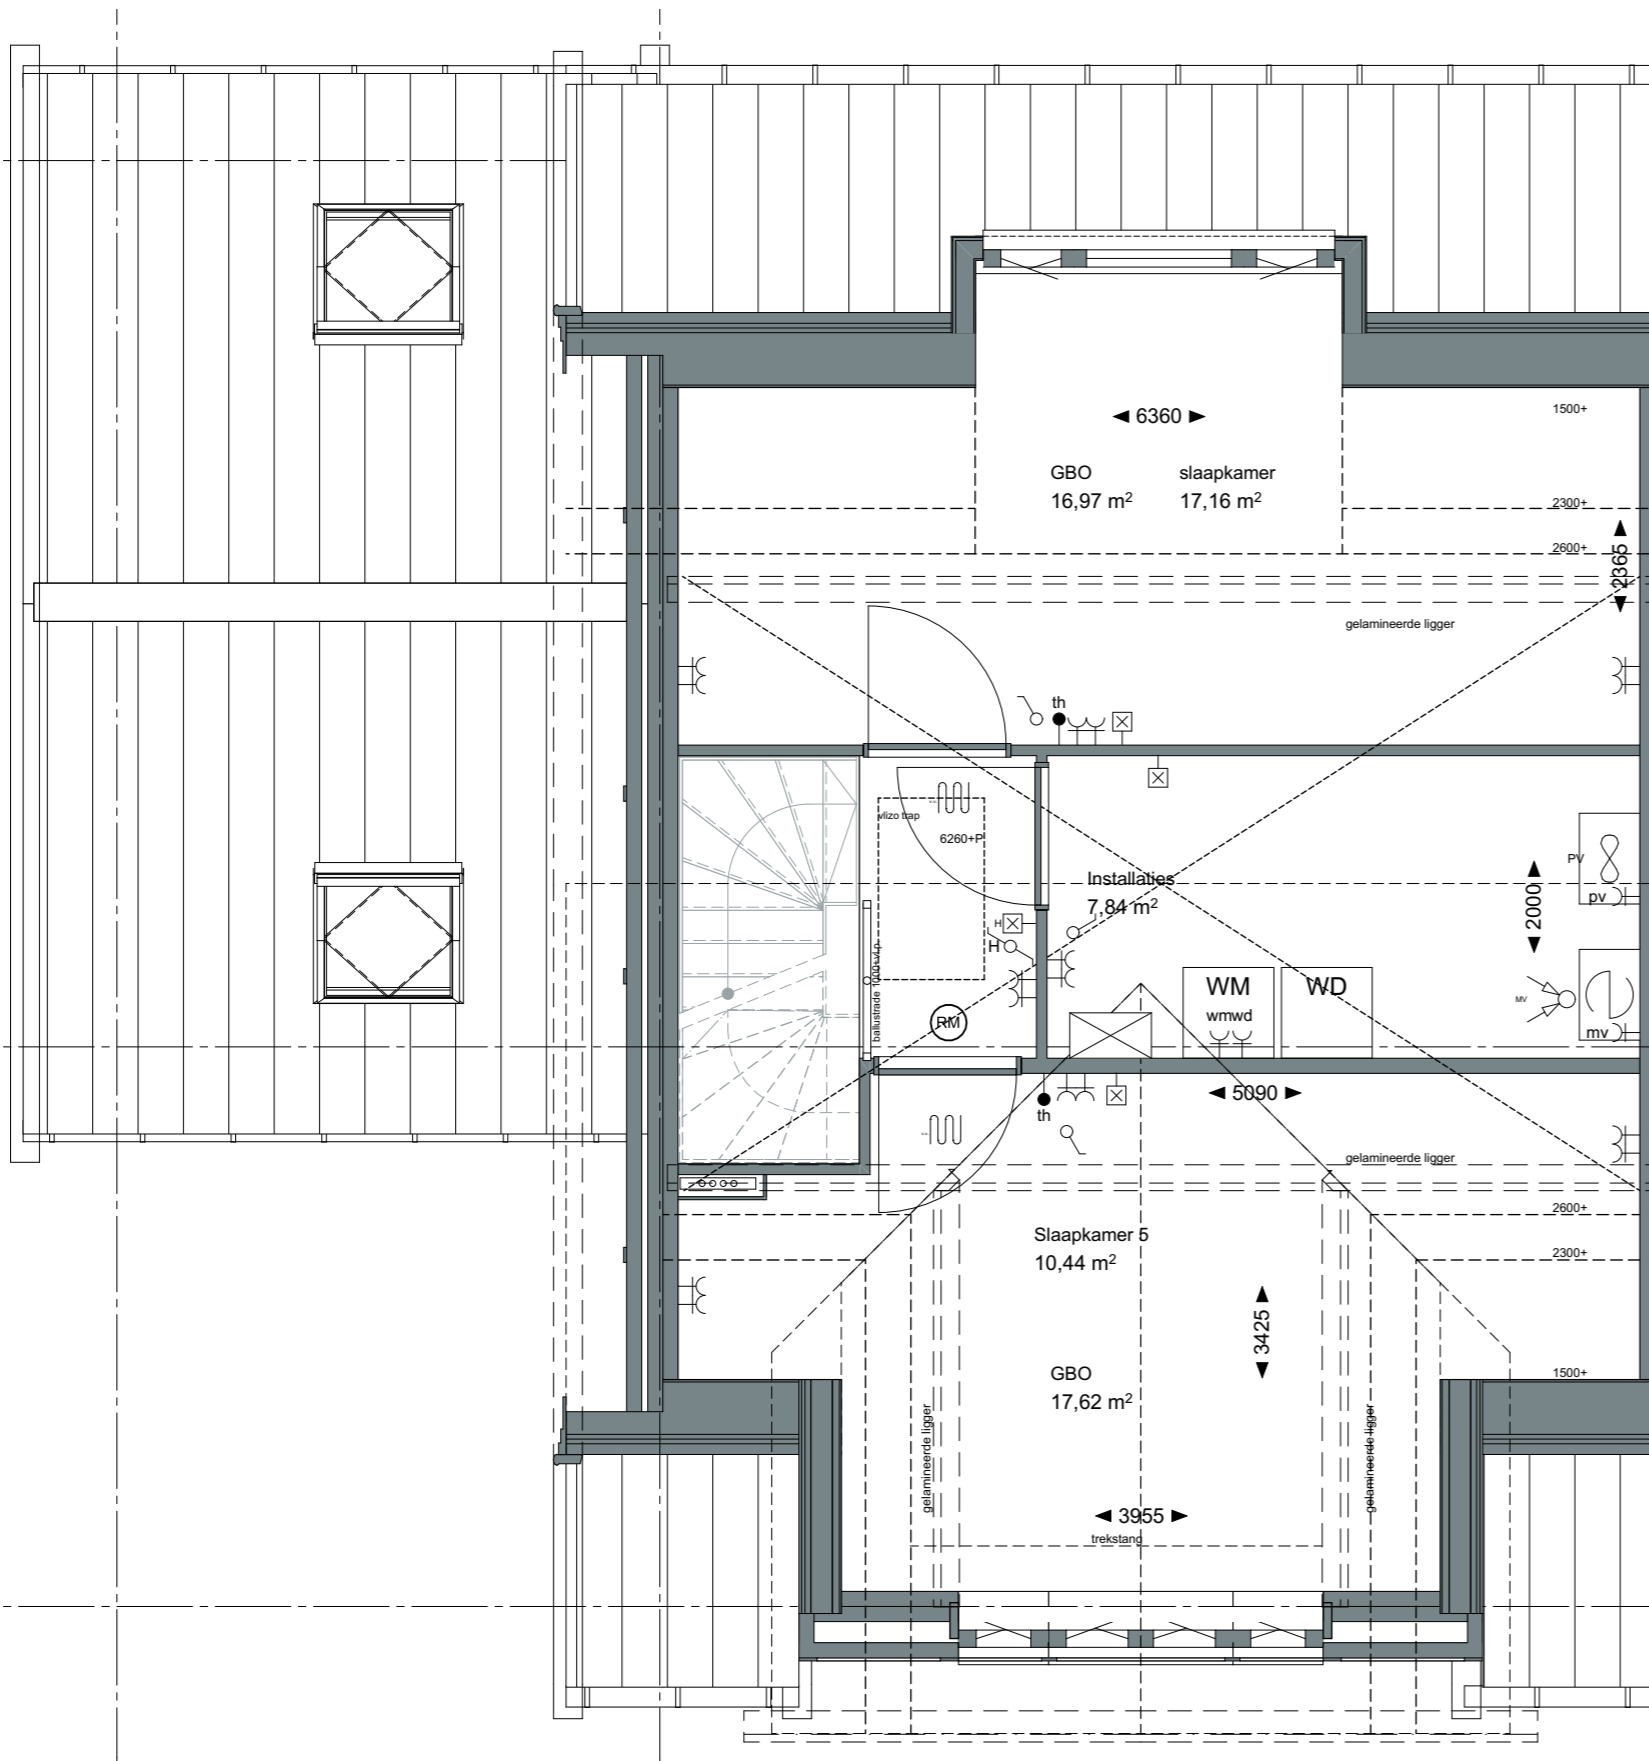 1500+
6360
GBO
16,97 m²
slaapkamer
17,16 m²
2300+
2600+
2365
gelamineerde ligger
th
vlizo trap
6260+P
Installaties
7,84 m²
PV
pv
2000
H
H
ballustrade 1000+v.l.p.
RM
WM
wmwd
WD
MV
mv
5090
th
gelamineerde ligger
2600+
Slaapkamer 5
10,44 m²
2300+
3425
GBO
17,62 m²
1500+
gelamineerde ligger
gelamineerde ligger
3955
trekstang